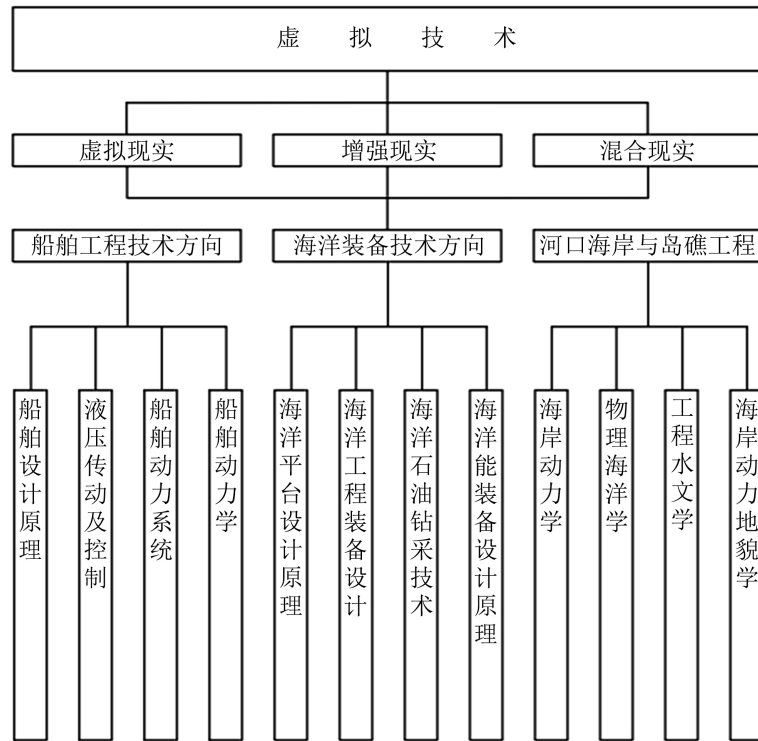 虚拟技术
虚拟现实
增强现实
混合现实
船舶工程技术方向
海洋装备技术方向
河口海岸与岛礁工程
船舶设计原理
液压传动及控制
船舶动力系统
船舶动力学
海洋平台设计原理
海洋工程装备设计
海洋石油钻采技术
海洋能装备设计原理
海岸动力学
物理海洋学
工程水文学
海岸动力地貌学